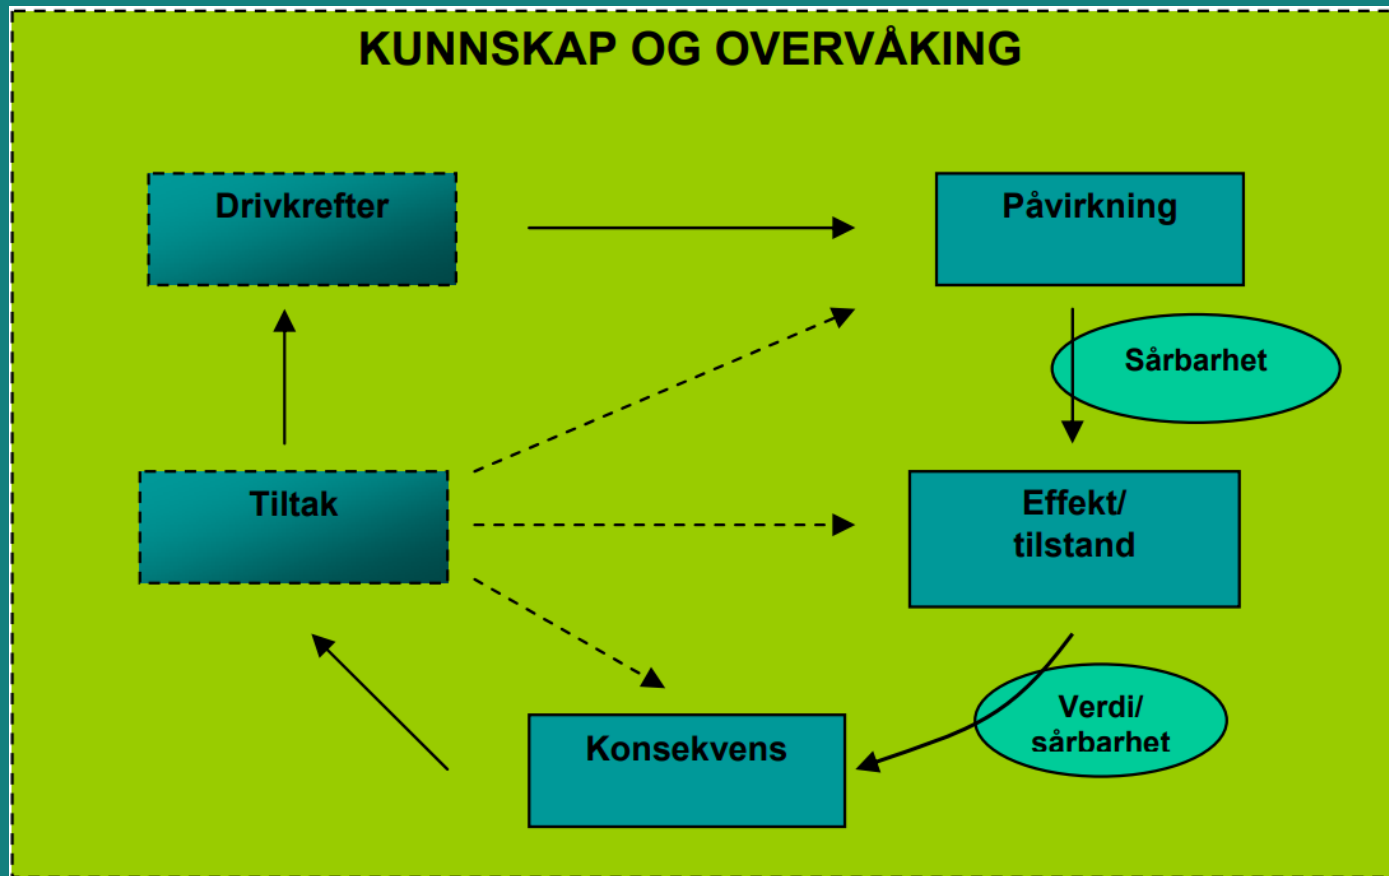 KUNNSKAP OG OVERVÅKING
Drivkrefter
Påvirkning
Sårbarhet
Tiltak
Effekt/
tilstand
Verdi/
sårbarhet
Konsekvens